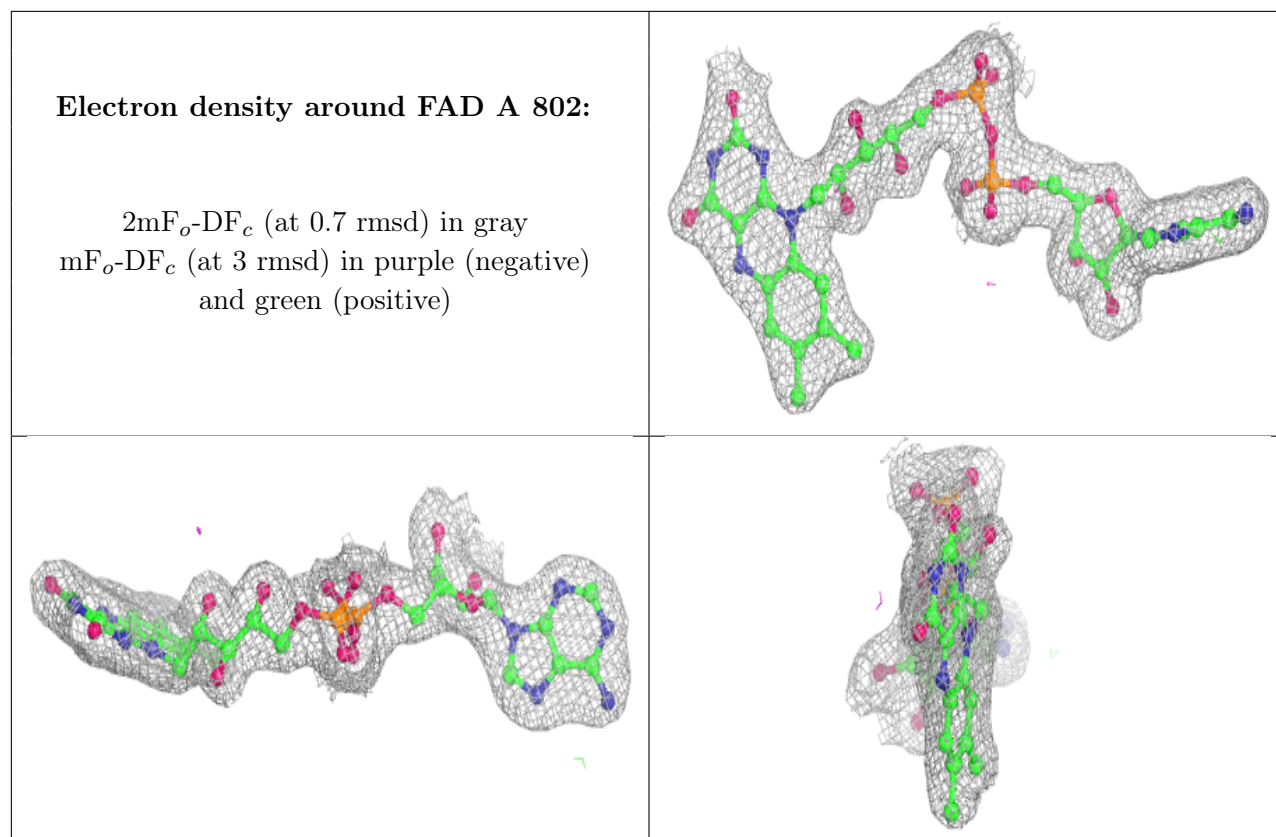 Electron density around FAD A 802:
2mFo-DFc (at 0.7 rmsd) in gray
mFo-DFc (at 3 rmsd) in purple (negative)
and green (positive)